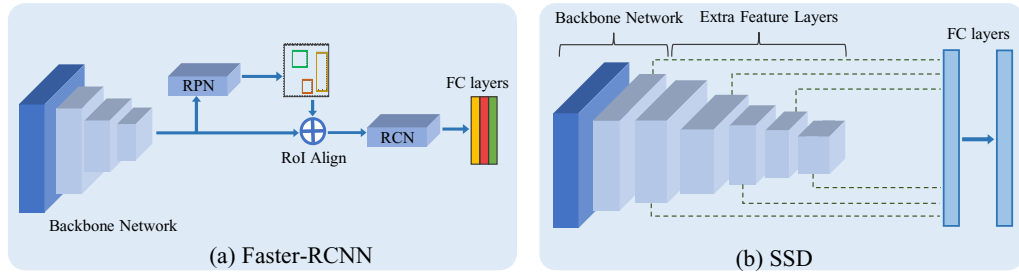 RPN
FC layers
RCN
RoI Align
Backbone Network
(a) Faster-RCNN
Backbone Network
Extra Feature Layers
FC layers
(b) SSD